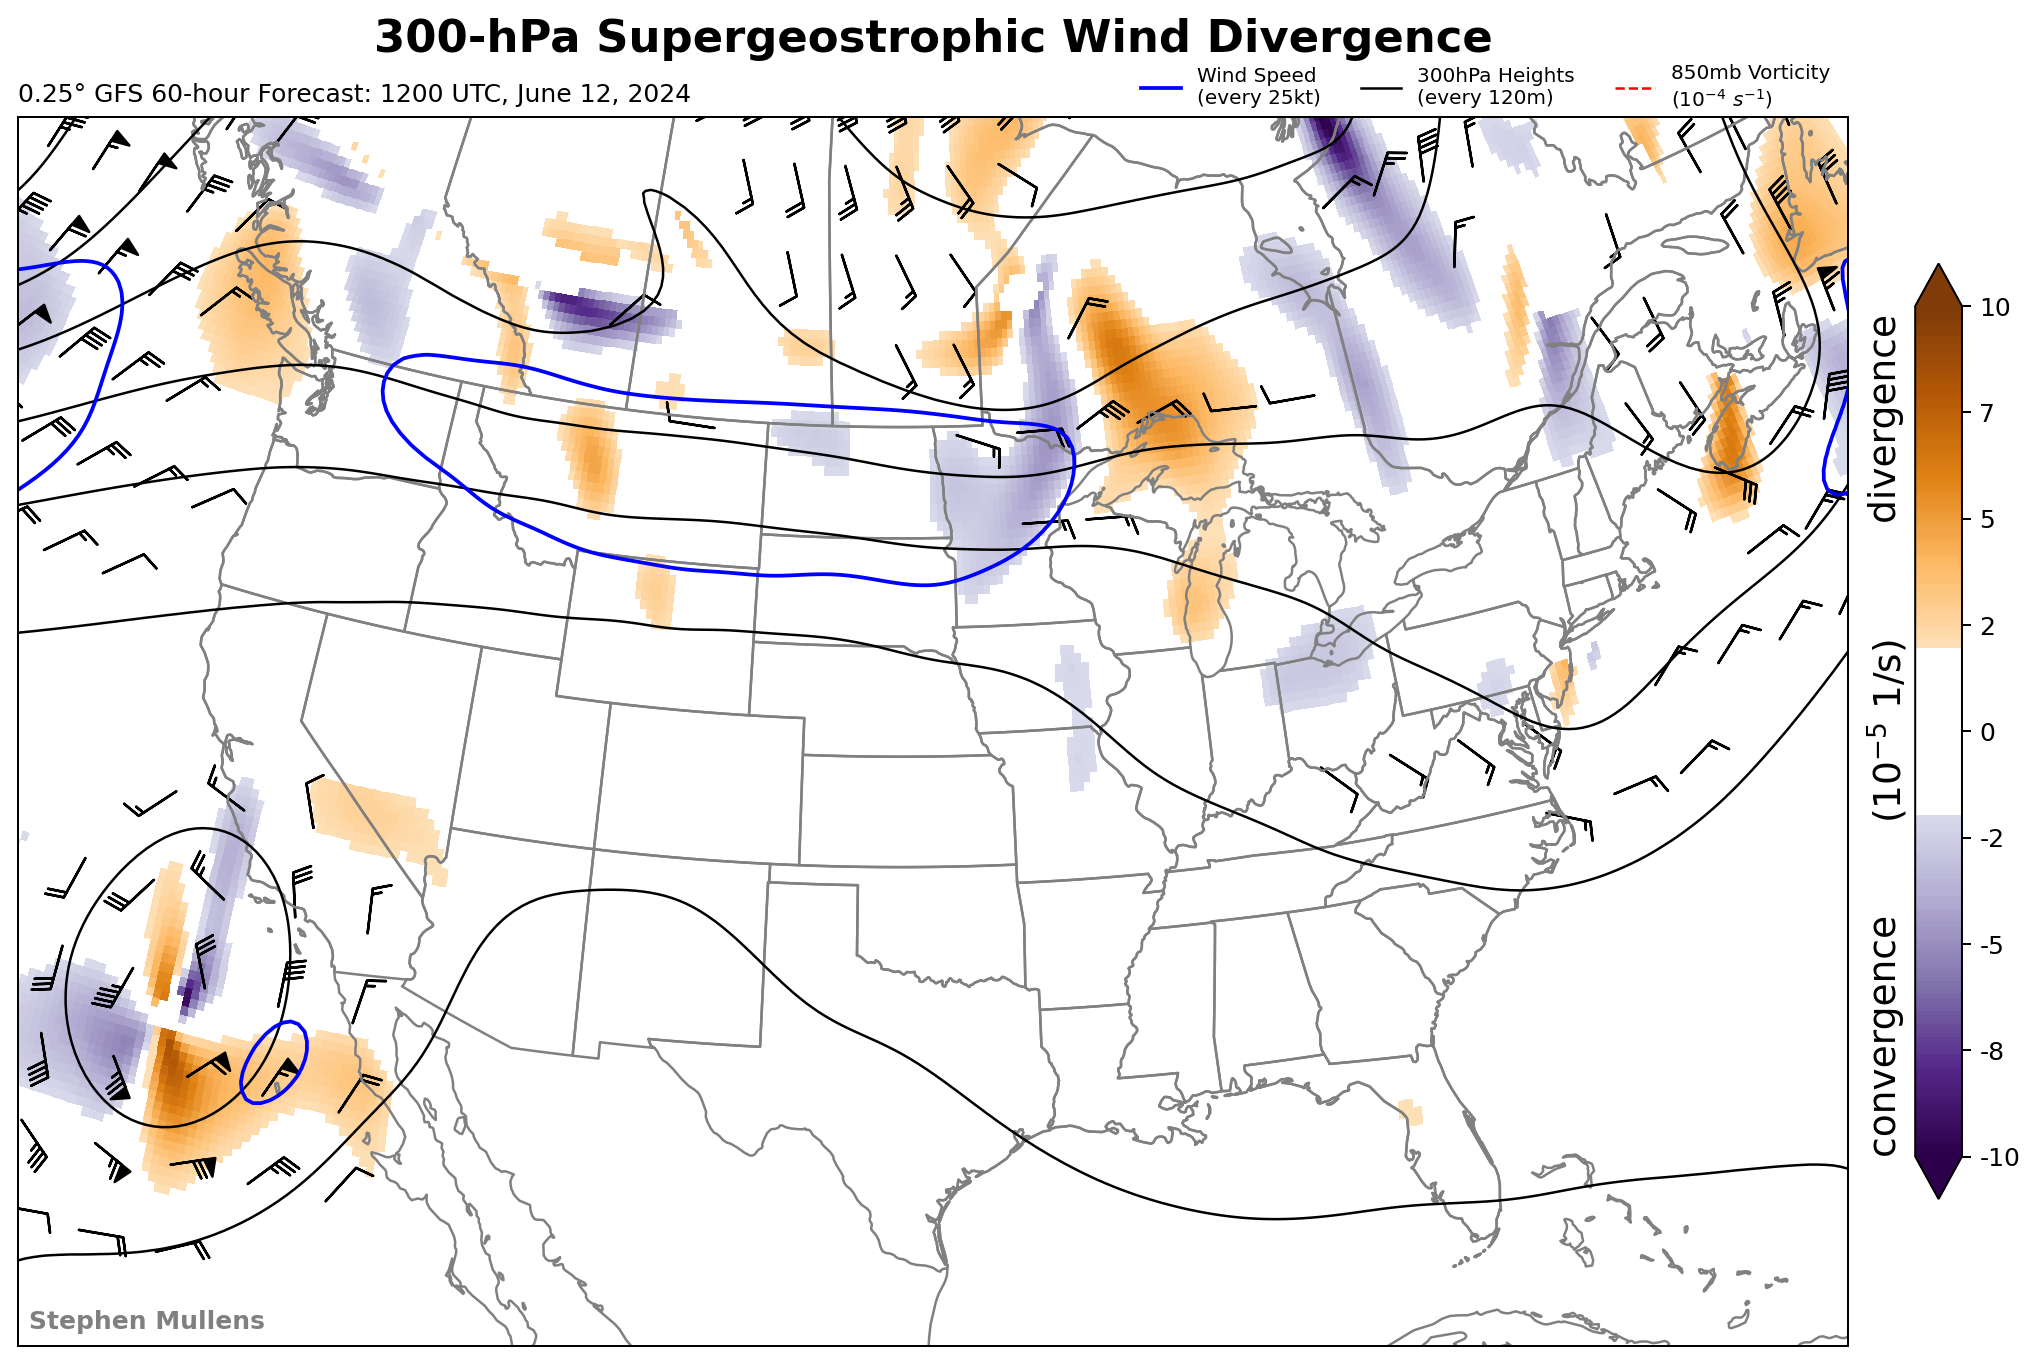 300-hPa Supergeostrophic Wind Divergence
0.25° GFS 60-hour Forecast: 1200 UTC, June 12, 2024
Wind Speed
(every 25kt)
300hPa Heights
(every 120m)
850mb Vorticity
(10⁻⁴ s⁻¹)
10
7
5
2
0
-2
-5
-8
-10
convergence (10⁻⁵ 1/s) divergence
Stephen Mullens